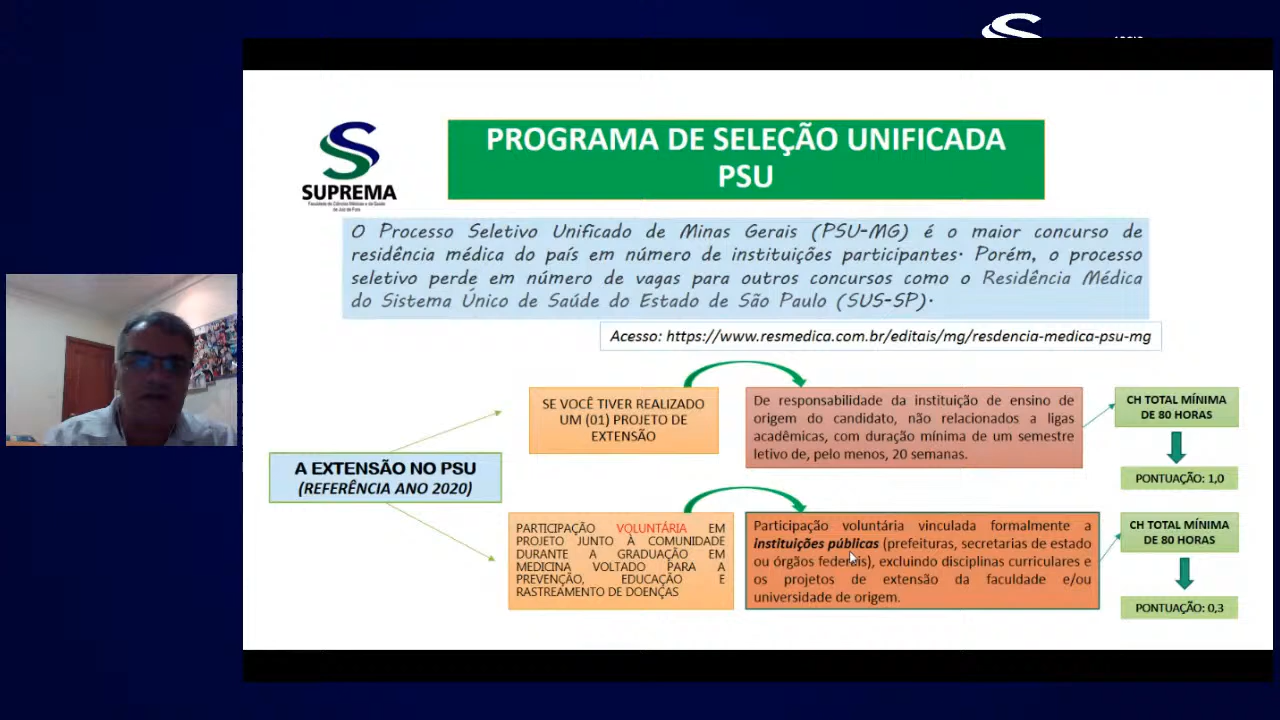 PROGRAMA DE SELEÇÃO UNIFICADA
PSU
SUPREMA
O Processo Seletivo Unificado de Minas Gerais (PSU-MG) é o maior concurso de
residência médica do país em número de instituições participantes. Porém, o processo
seletivo perde em número de vagas para outros concursos como o Residência Médica
do Sistema Único de Saúde do Estado de São Paulo (SUS-SP).
Acesso: https://www.resmedica.com.br/editais/mg/resdencia-medica-psu-mg
SE VOCÊ TIVER REALIZADO
UM (01) PROJETO DE
EXTENSÃO
De responsabilidade da instituição de ensino de
origem do candidato, não relacionados a ligas
acadêmicas, com duração mínima de um semestre
letivo de, pelo menos, 20 semanas.
CH TOTAL MÍNIMA
DE 80 HORAS
PONTUAÇÃO: 1,0
A EXTENSÃO NO PSU
(REFERÊNCIA ANO 2020)
PARTICIPAÇÃO VOLUNTÁRIA EM
PROJETO JUNTO À COMUNIDADE
DURANTE A GRADUAÇÃO EM
MEDICINA VOLTADO PARA A
PREVENÇÃO, EDUCAÇÃO E
RASTREAMENTO DE DOENÇAS
Participação voluntária vinculada formalmente a
instituições públicas (prefeituras, secretarias de estado
ou órgãos federais), excluindo disciplinas curriculares e
os projetos de extensão da faculdade e/ou
universidade de origem.
CH TOTAL MÍNIMA
DE 80 HORAS
PONTUAÇÃO: 0,3